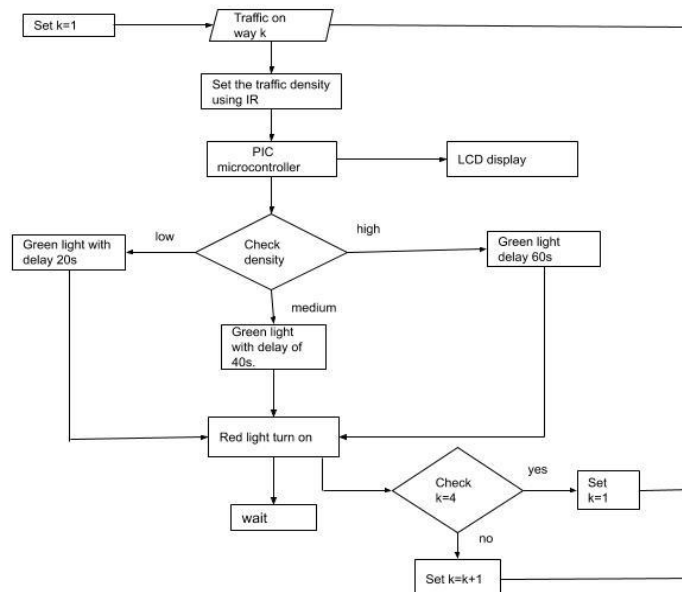 Set k=1
Traffic on
way k
Set the traffic density
using IR
PIC
microcontroller
LCD display
low
Check
density
high
Green light with
delay 20s
Green light
delay 60s
medium
Green light
with delay of
40s.
Red light turn on
wait
Check
k=4
yes
Set
k=1
no
Set k=k+1